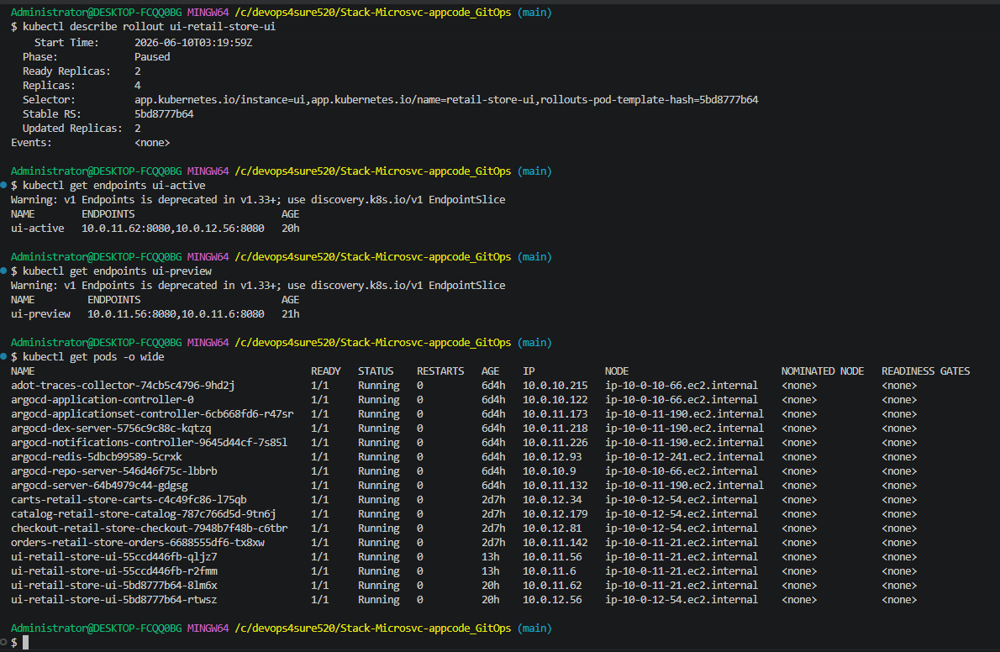 Administrator@DESKTOP-FCQQ0BG MINGW64 /c/devops4sure520/Stack-Microsvc-appcode_GitOps (main)
$ kubectl describe rollout ui-retail-store-ui
    Start Time:      2026-06-10T03:19:59Z
  Phase:             Paused
  Ready Replicas:    2
  Replicas:          4
  Selector:          app.kubernetes.io/instance=ui,app.kubernetes.io/name=retail-store-ui,rollouts-pod-template-hash=5bd8777b64
  Stable RS:         5bd8777b64
  Updated Replicas:  2
Events:              <none>
Administrator@DESKTOP-FCQQ0BG MINGW64 /c/devops4sure520/Stack-Microsvc-appcode_GitOps (main)
$ kubectl get endpoints ui-active
Warning: v1 Endpoints is deprecated in v1.33+; use discovery.k8s.io/v1 EndpointSlice
NAME        ENDPOINTS                         AGE
ui-active   10.0.11.62:8080,10.0.12.56:8080   20h
Administrator@DESKTOP-FCQQ0BG MINGW64 /c/devops4sure520/Stack-Microsvc-appcode_GitOps (main)
$ kubectl get endpoints ui-preview
Warning: v1 Endpoints is deprecated in v1.33+; use discovery.k8s.io/v1 EndpointSlice
NAME         ENDPOINTS                        AGE
ui-preview   10.0.11.56:8080,10.0.11.6:8080   21h
Administrator@DESKTOP-FCQQ0BG MINGW64 /c/devops4sure520/Stack-Microsvc-appcode_GitOps (main)
$ kubectl get pods -o wide
NAME                                                READY   STATUS    RESTARTS   AGE    IP            NODE                          NOMINATED NODE   READINESS GATES
adot-traces-collector-74cb5c4796-9hd2j              1/1     Running   0          6d4h   10.0.10.215   ip-10-0-10-66.ec2.internal    <none>           <none>
argocd-application-controller-0                     1/1     Running   0          6d4h   10.0.10.122   ip-10-0-10-66.ec2.internal    <none>           <none>
argocd-applicationset-controller-6cb668fd6-r47sr    1/1     Running   0          6d4h   10.0.11.173   ip-10-0-11-190.ec2.internal   <none>           <none>
argocd-dex-server-5756c9c88c-kqtzq                  1/1     Running   0          6d4h   10.0.11.218   ip-10-0-11-190.ec2.internal   <none>           <none>
argocd-notifications-controller-9645d44cf-7s85l     1/1     Running   0          6d4h   10.0.11.226   ip-10-0-11-190.ec2.internal   <none>           <none>
argocd-redis-5dbcb99589-5crxk                       1/1     Running   0          6d4h   10.0.12.93    ip-10-0-12-241.ec2.internal   <none>           <none>
argocd-repo-server-546d46f75c-lbbrb                 1/1     Running   0          6d4h   10.0.10.9     ip-10-0-10-66.ec2.internal    <none>           <none>
argocd-server-64b4979c44-gdgsg                      1/1     Running   0          6d4h   10.0.11.132   ip-10-0-11-190.ec2.internal   <none>           <none>
carts-retail-store-carts-c4c49fc86-l75qb            1/1     Running   0          2d7h   10.0.12.34    ip-10-0-12-54.ec2.internal    <none>           <none>
catalog-retail-store-catalog-787c766d5d-9tn6j       1/1     Running   0          2d7h   10.0.12.179   ip-10-0-12-54.ec2.internal    <none>           <none>
checkout-retail-store-checkout-7948b7f48b-c6tbr     1/1     Running   0          2d7h   10.0.12.81    ip-10-0-12-54.ec2.internal    <none>           <none>
orders-retail-store-orders-6688555df6-tx8xw         1/1     Running   0          2d7h   10.0.11.142   ip-10-0-11-21.ec2.internal    <none>           <none>
ui-retail-store-ui-55ccd446fb-qljz7                 1/1     Running   0          13h    10.0.11.56    ip-10-0-11-21.ec2.internal    <none>           <none>
ui-retail-store-ui-55ccd446fb-r2fmm                 1/1     Running   0          13h    10.0.11.6     ip-10-0-11-21.ec2.internal    <none>           <none>
ui-retail-store-ui-5bd8777b64-8lm6x                 1/1     Running   0          20h    10.0.11.62    ip-10-0-11-21.ec2.internal    <none>           <none>
ui-retail-store-ui-5bd8777b64-rtwsz                 1/1     Running   0          20h    10.0.12.56    ip-10-0-12-54.ec2.internal    <none>           <none>
Administrator@DESKTOP-FCQQ0BG MINGW64 /c/devops4sure520/Stack-Microsvc-appcode_GitOps (main)
$